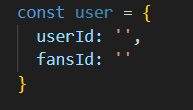 const user = {
  userId: '',
  fansId: ''
}